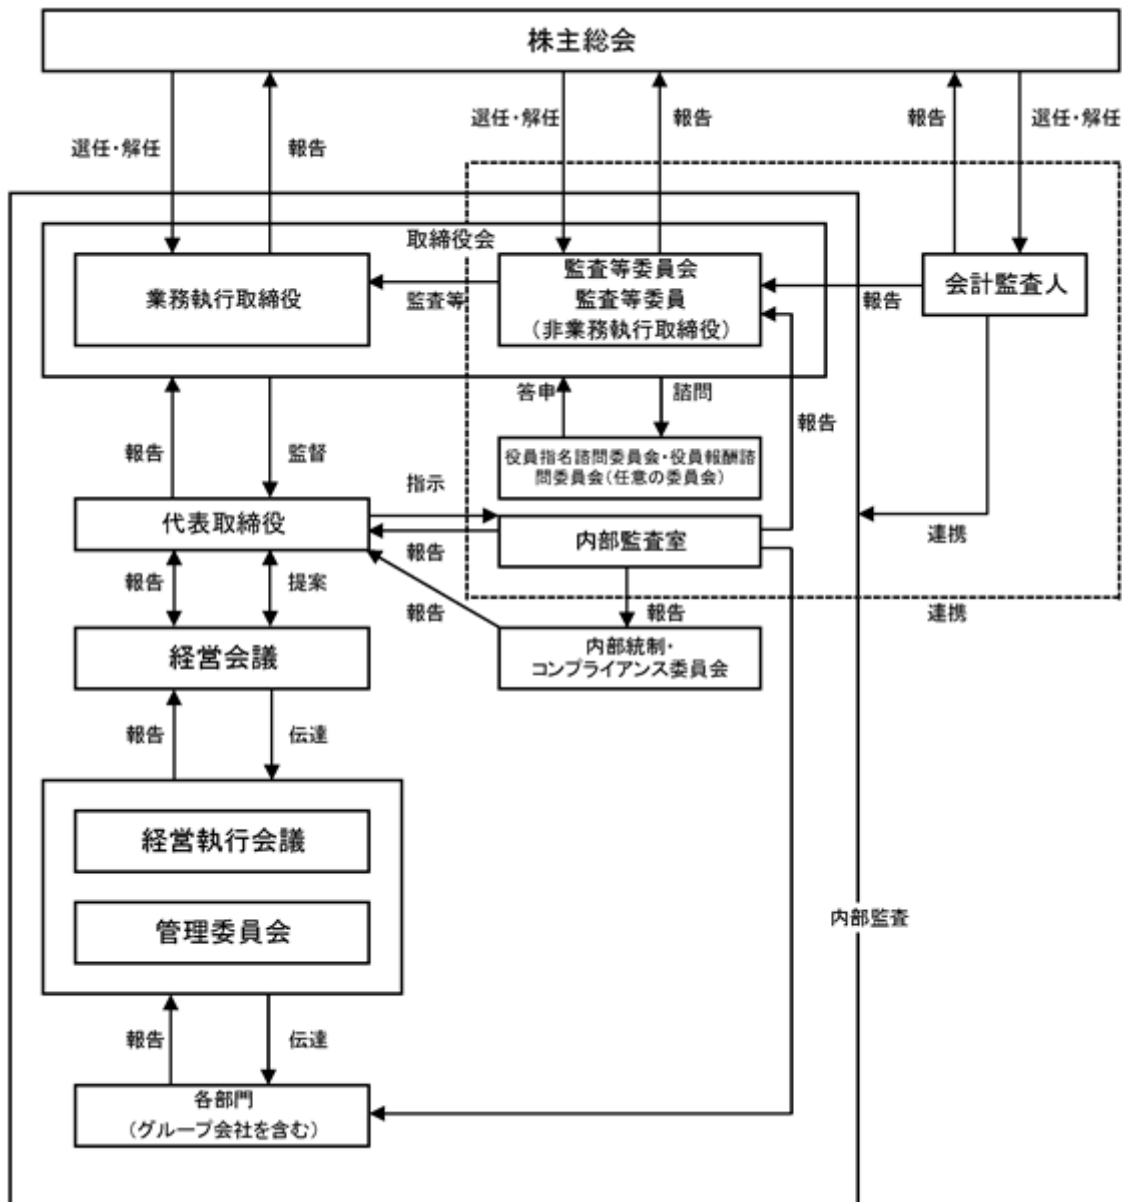 株主総会
選任・解任
報告
選任・解任
報告
報告
選任・解任
取締役会
業務執行取締役
監査等
監査等委員会
監査等委員
（非業務執行取締役）
報告
会計監査人
答申
諮問
報告
報告
監督
役員指名諮問委員会・役員報酬諮
問委員会（任意の委員会）
指示
代表取締役
報告
内部監査室
連携
報告
提案
報告
報告
連携
経営会議
内部統制・
コンプライアンス委員会
報告
伝達
経営執行会議
管理委員会
内部監査
報告
伝達
各部門
（グループ会社を含む）